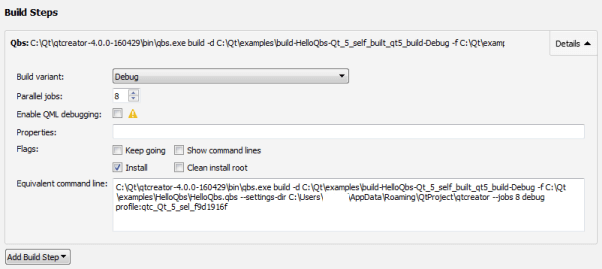 Build Steps
Qbs: C:\Qt\qtcreator-4.0.0-160429\bin\qbs.exe build -d C:\Qt\examples\build-HelloQbs-Qt_5_self_built_qt5_build-Debug -f C:\Qt\examp
Details
Build variant: Debug
Parallel jobs: 8
Enable QML debugging:
Properties:
Flags: Keep going Show command lines
Install Clean install root
Equivalent command line: C:\Qt\qtcreator-4.0.0-160429\bin\qbs.exe build -d C:\Qt\examples\build-HelloQbs-Qt_5_self_built_qt5_build-Debug -f C:\Qt
\examples\HelloQbs\HelloQbs.qbs --settings-dir C:\Users\ \AppData\Roaming\QtProject\qtcreator --jobs 8 debug
profile:qtc_Qt_5_sel_f9d1916f
Add Build Step